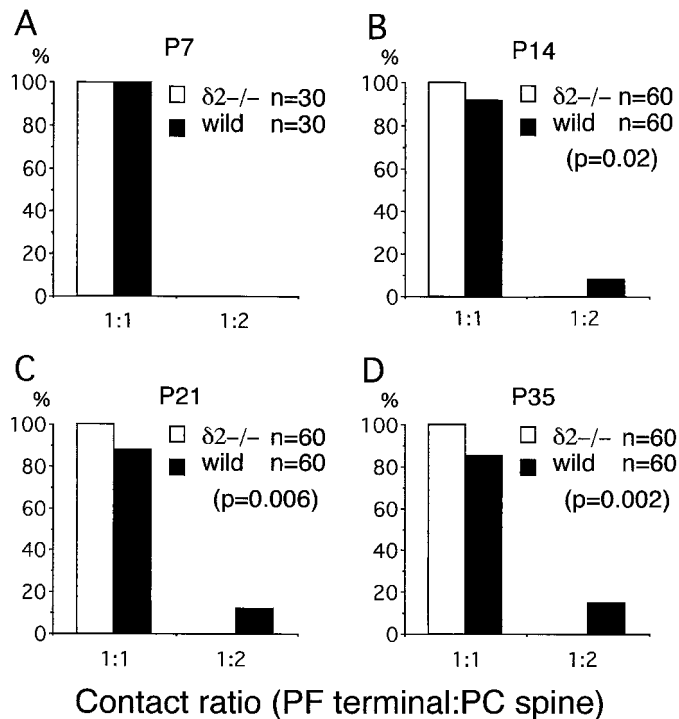 A
P7
%
δ2−/− n=30
wild n=30
100
80
60
40
20
0
1:1 1:2
B
P14
%
δ2−/− n=60
wild n=60
(p=0.02)
100
80
60
40
20
0
1:1 1:2
C
P21
%
δ2−/− n=60
wild n=60
(p=0.006)
100
80
60
40
20
0
1:1 1:2
D
P35
%
δ2−/− n=60
wild n=60
(p=0.002)
100
80
60
40
20
0
1:1 1:2
Contact ratio (PF terminal:PC spine)